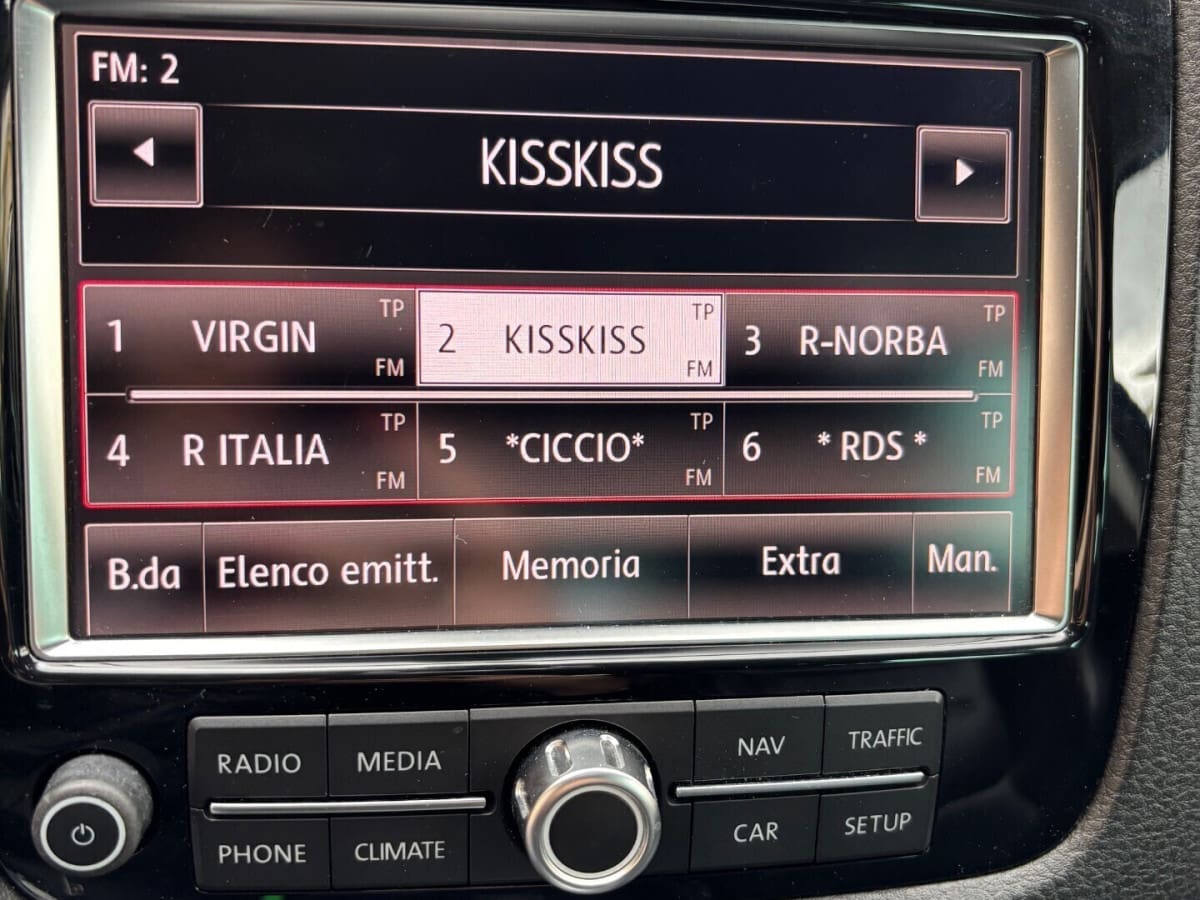 FM: 2
KISSKISS
1 VIRGIN TP FM
2 KISSKISS TP FM
3 R-NORBA TP FM
4 R ITALIA TP FM
5 *CICCIO* TP FM
6 * RDS * TP FM
B.da Elenco emitt. Memoria Extra Man.
RADIO MEDIA NAV TRAFFIC
PHONE CLIMATE CAR SETUP